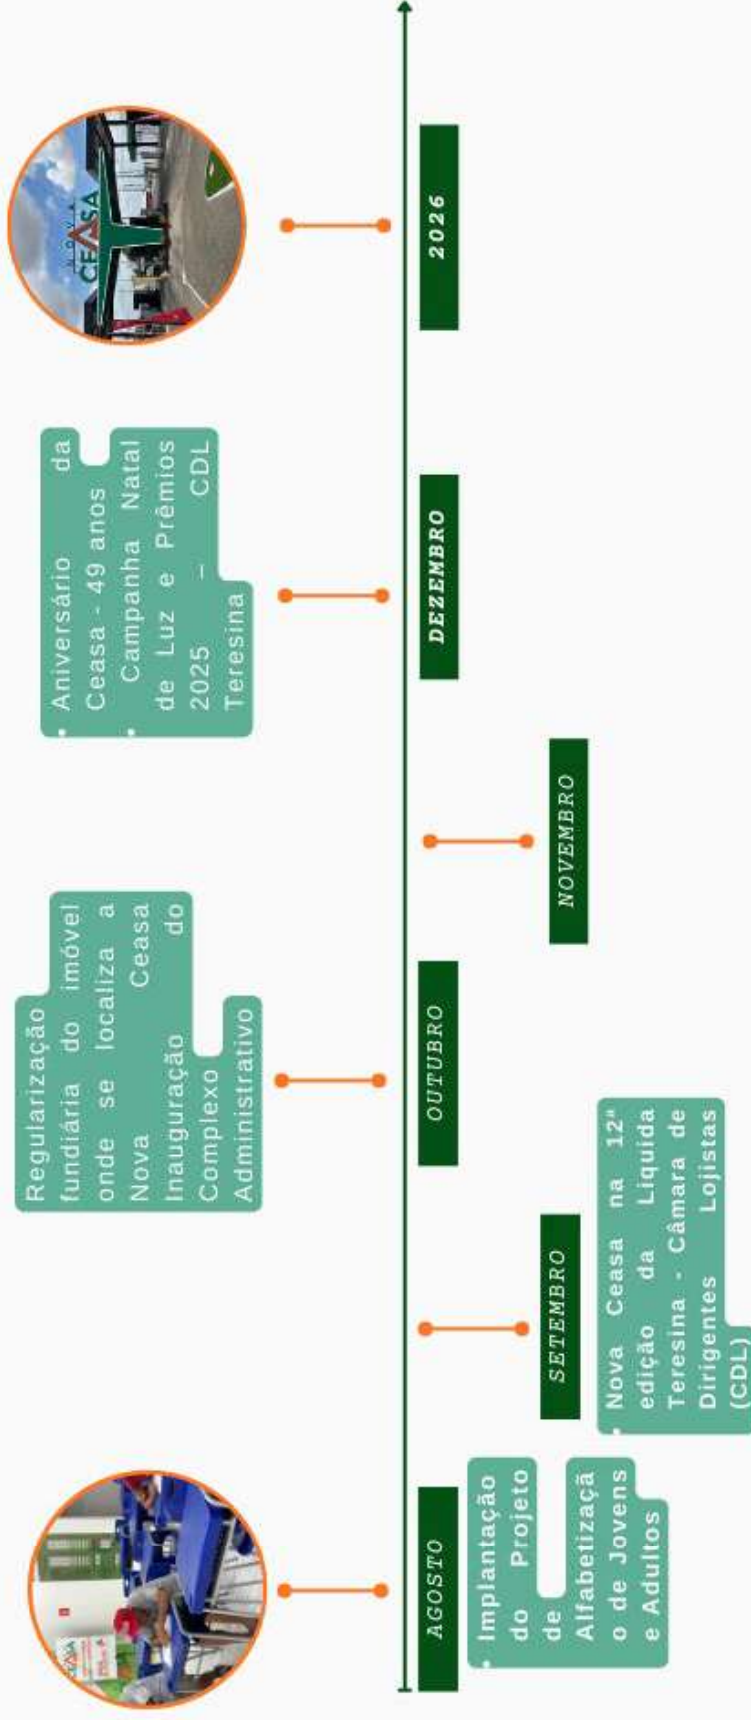 AGOSTO
Implantação
do Projeto
de
Alfabetizaçã
o de Jovens
e Adultos
SETEMBRO
Nova Ceasa na 12ª
edição da Liquida
Teresina - Câmara de
Dirigentes Lojistas
(CDL)
Regularização
fundiária do imóvel
onde se localiza a
Nova Ceasa
Inauguração do
Complexo
Administrativo
OUTUBRO
NOVEMBRO
Aniversário da
Ceasa - 49 anos
Campanha Natal
de Luz e Prêmios
2025 – CDL
Teresina
DEZEMBRO
NOVA
CEASA
2026